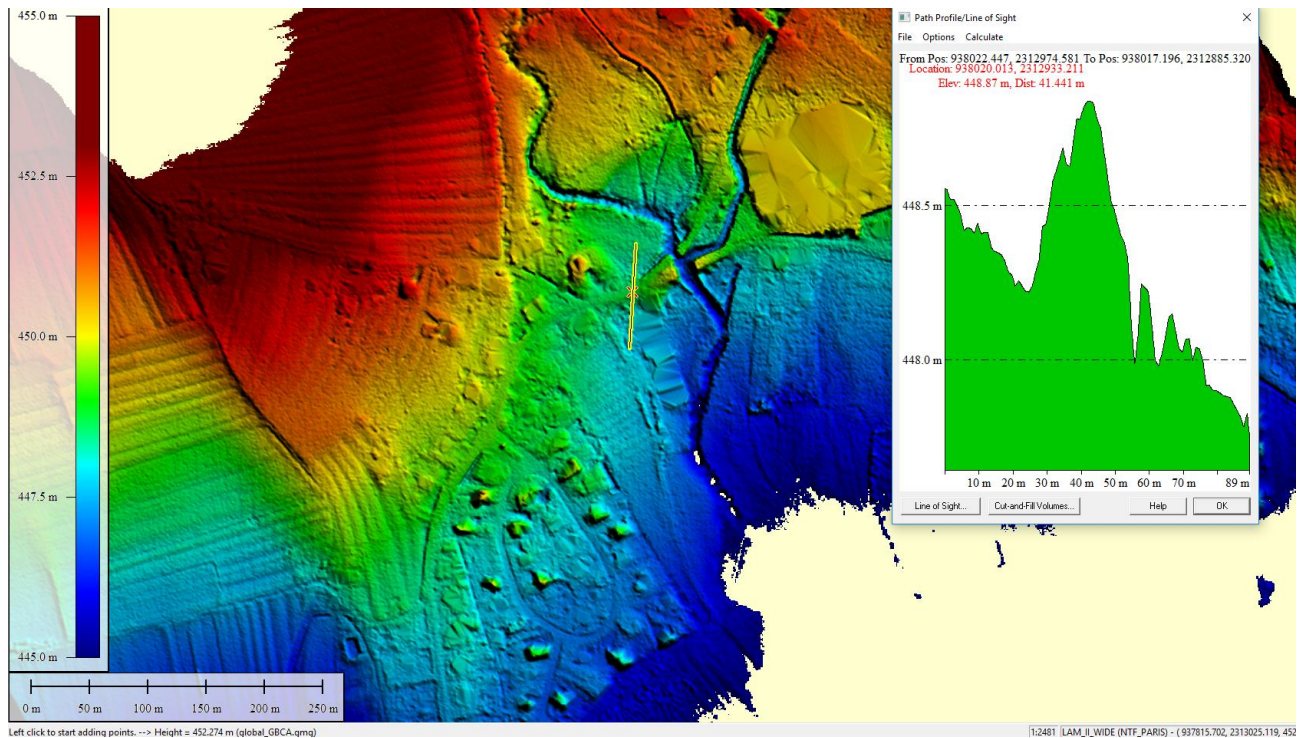 455.0 m
452.5 m
450.0 m
447.5 m
445.0 m
0 m 50 m 100 m 150 m 200 m 250 m
Path Profile/Line of Sight
File Options Calculate
From Pos: 938022.447, 2312974.581 To Pos: 938017.196, 2312885.320
Location: 938020.013, 2312933.211
Elev: 448.87 m, Dist: 41.441 m
448.5 m
448.0 m
10 m 20 m 30 m 40 m 50 m 60 m 70 m 89 m
Line of Sight... Cut-and-Fill Volumes... Help OK
Left click to start adding points. --> Height = 452.274 m (global_GBCA.gmg) 1:2481 LAM_II_WIDE (NTF_PARIS) - ( 937815.702, 2313025.119, 452